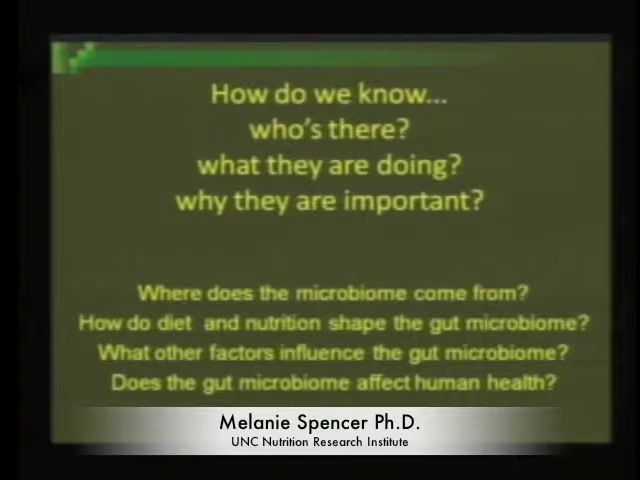 How do we know...
who's there?
what they are doing?
why they are important?
Where does the microbiome come from?
How do diet and nutrition shape the gut microbiome?
What other factors influence the gut microbiome?
Does the gut microbiome affect human health?
Melanie Spencer Ph.D.
UNC Nutrition Research Institute